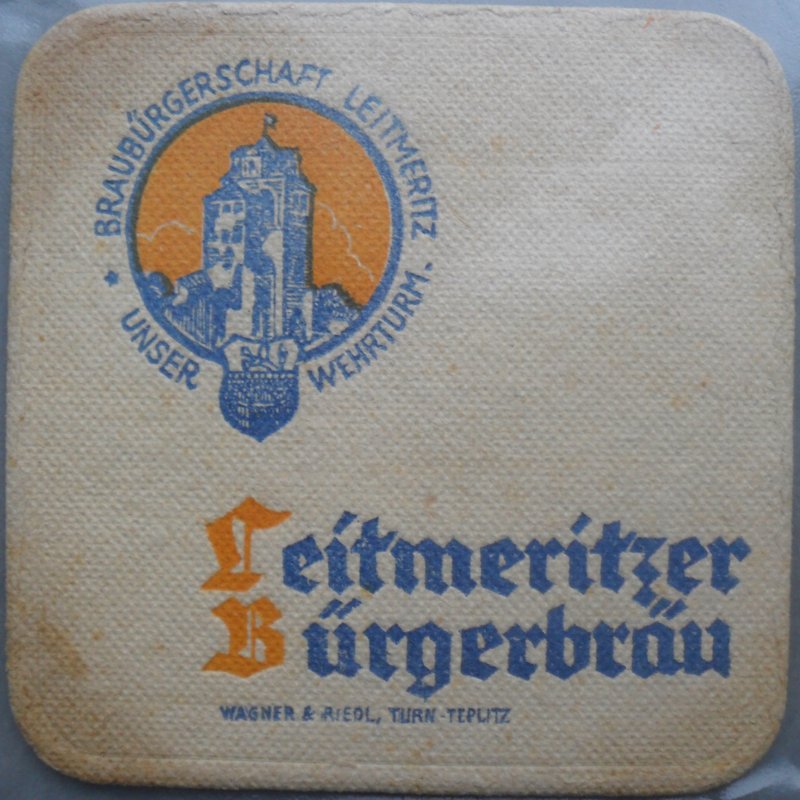 * BRAUBÜRGERSCHAFT LEITMERITZ.
UNSER WEHRTURM.
Leitmeritzer
Bürgerbräu
WAGNER & RIEDL, TURN-TEPLITZ